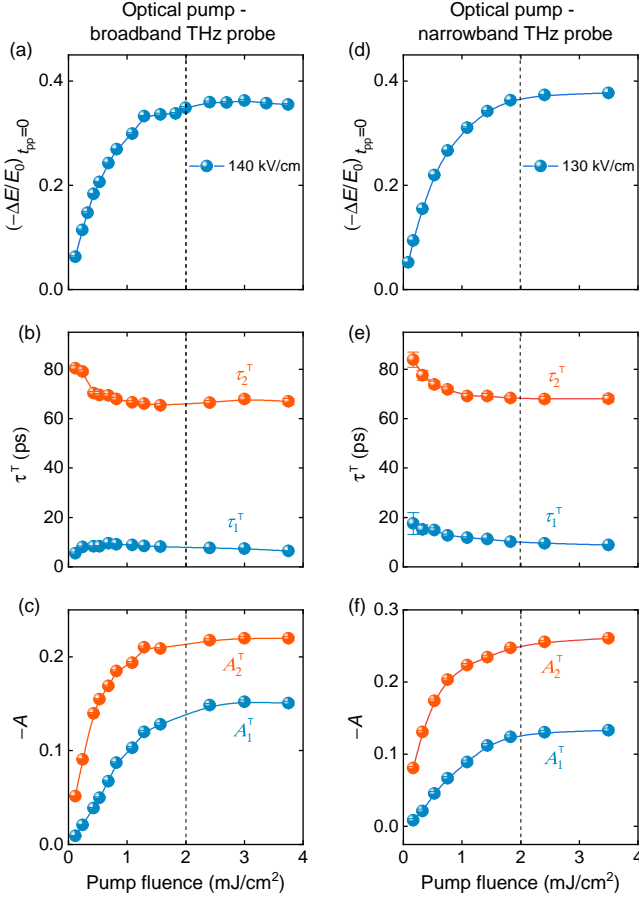 Optical pump -
broadband THz probe
Optical pump -
narrowband THz probe
(a)
0.4
0.2
0.0
(-ΔE/E₀) tpp=0
140 kV/cm
(d)
0.4
0.2
0.0
(-ΔE/E₀) tpp=0
130 kV/cm
(b)
80
60
40
20
0
τᵀ (ps)
τ₂ᵀ
τ₁ᵀ
(e)
80
60
40
20
0
τᵀ (ps)
τ₂ᵀ
τ₁ᵀ
(c)
0.2
0.1
0.0
-A
A₂ᵀ
A₁ᵀ
0 1 2 3 4
Pump fluence (mJ/cm²)
(f)
0.3
0.2
0.1
0.0
-A
A₂ᵀ
A₁ᵀ
0 1 2 3 4
Pump fluence (mJ/cm²)